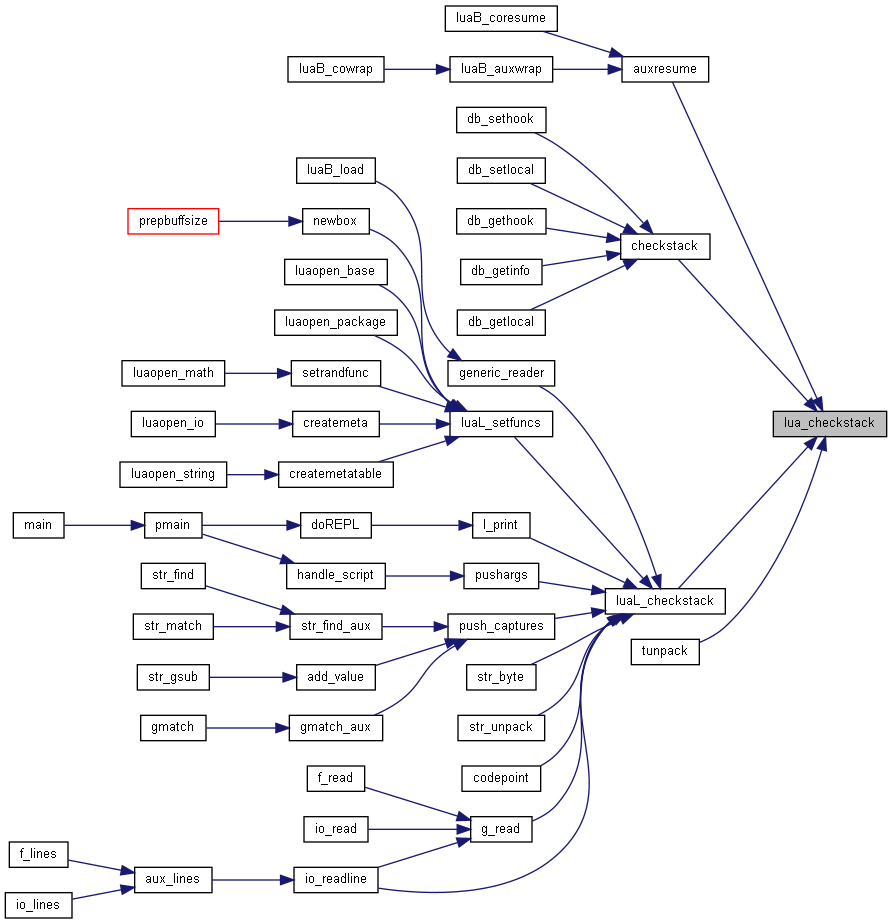 luaB_coresume
luaB_cowrap
luaB_auxwrap
auxresume
db_sethook
luaB_load
db_setlocal
prepbuffsize
newbox
db_gethook
checkstack
luaopen_base
db_getinfo
luaopen_package
db_getlocal
luaopen_math
setrandfunc
generic_reader
luaopen_io
createmeta
luaL_setfuncs
lua_checkstack
luaopen_string
createmetatable
main
pmain
doREPL
l_print
str_find
handle_script
pushargs
luaL_checkstack
str_match
str_find_aux
push_captures
tunpack
str_gsub
add_value
str_byte
gmatch
gmatch_aux
str_unpack
f_read
codepoint
io_read
g_read
f_lines
aux_lines
io_readline
io_lines